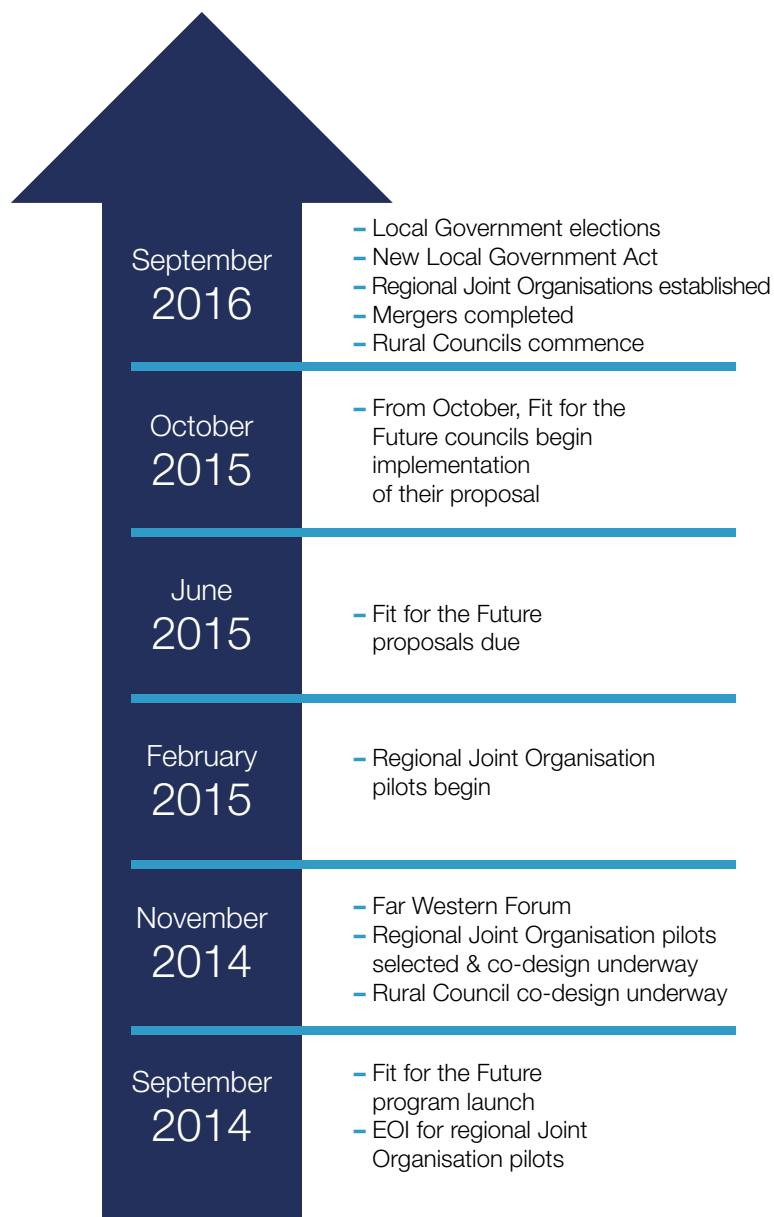 September
2016
– Local Government elections
– New Local Government Act
– Regional Joint Organisations established
– Mergers completed
– Rural Councils commence
October
2015
– From October, Fit for the
Future councils begin
implementation
of their proposal
June
2015
– Fit for the Future
proposals due
February
2015
– Regional Joint Organisation
pilots begin
November
2014
– Far Western Forum
– Regional Joint Organisation pilots
selected & co-design underway
– Rural Council co-design underway
September
2014
– Fit for the Future
program launch
– EOI for regional Joint
Organisation pilots